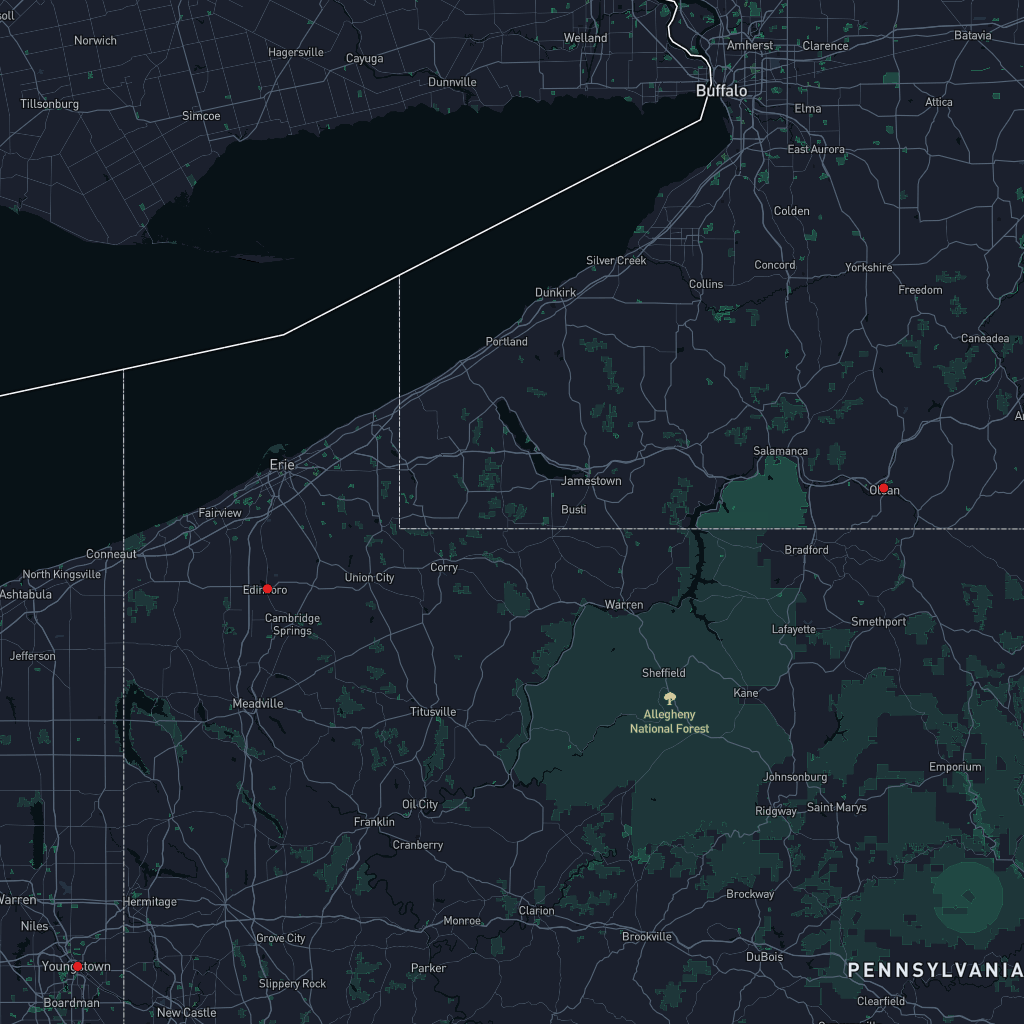 Norwich
Hagersville
Cayuga
Welland
Amherst
Clarence
Batavia
Tillsonburg
Simcoe
Dunnville
Buffalo
Elma
Attica
East Aurora
Colden
Silver Creek
Concord
Yorkshire
Collins
Freedom
Dunkirk
Portland
Caneadea
Salamanca
Erie
Jamestown
Olean
Busti
Fairview
Conneaut
Bradford
North Kingsville
Union City
Corry
Ashtabula
Edinboro
Warren
Cambridge
Springs
Lafayette
Smethport
Jefferson
Sheffield
Kane
Meadville
Titusville
Allegheny
National Forest
Johnsonburg
Emporium
Oil City
Ridgway
Saint Marys
Franklin
Cranberry
Brockway
Warren
Hermitage
Clarion
Niles
Monroe
Grove City
Brookville
DuBois
Youngstown
Parker
PENNSYLVANIA
Slippery Rock
Boardman
New Castle
Clearfield